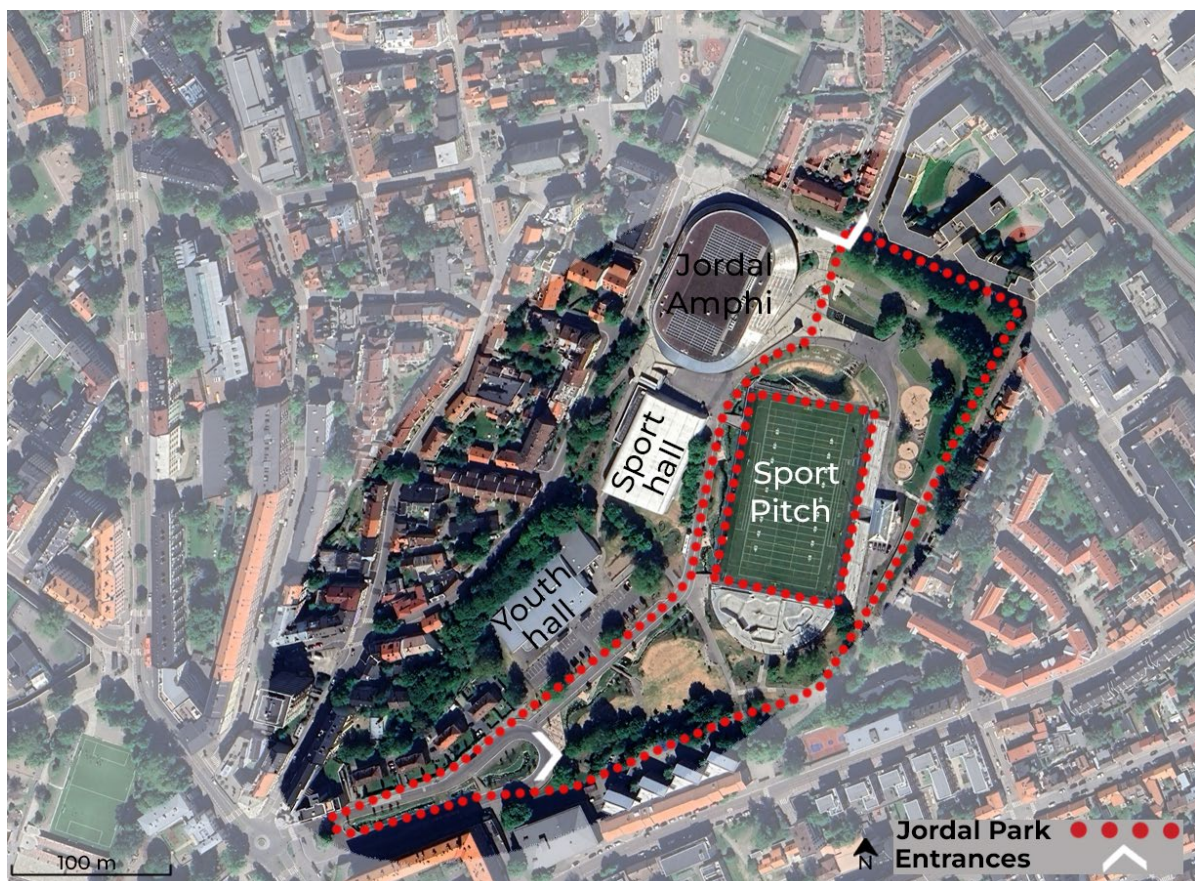 Jordal
Amphi
Sport
hall
Sport
Pitch
Youth
hall
100 m
N
Jordal Park
Entrances